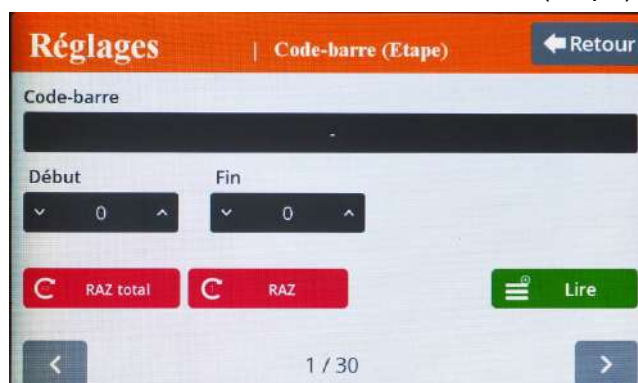 Réglages | Code-barre (Etape) Retour
Code-barre
-
Début Fin
0 0
RAZ total RAZ Lire
1 / 30